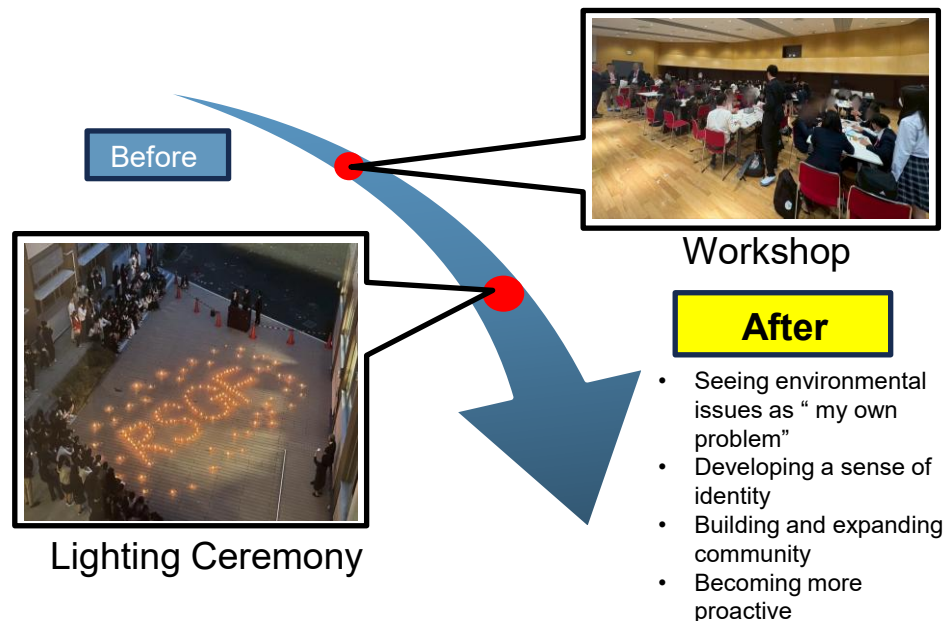 Before
Workshop
RSGF
Lighting Ceremony
After
• Seeing environmental
issues as “ my own
problem”
• Developing a sense of
identity
• Building and expanding
community
• Becoming more
proactive